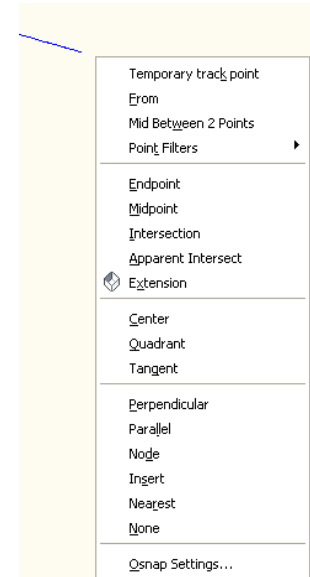 Temporary track point
From
Mid Between 2 Points
Point Filters
Endpoint
Midpoint
Intersection
Apparent Intersect
Extension
Center
Quadrant
Tangent
Perpendicular
Parallel
Node
Insert
Nearest
None
Osnap Settings...